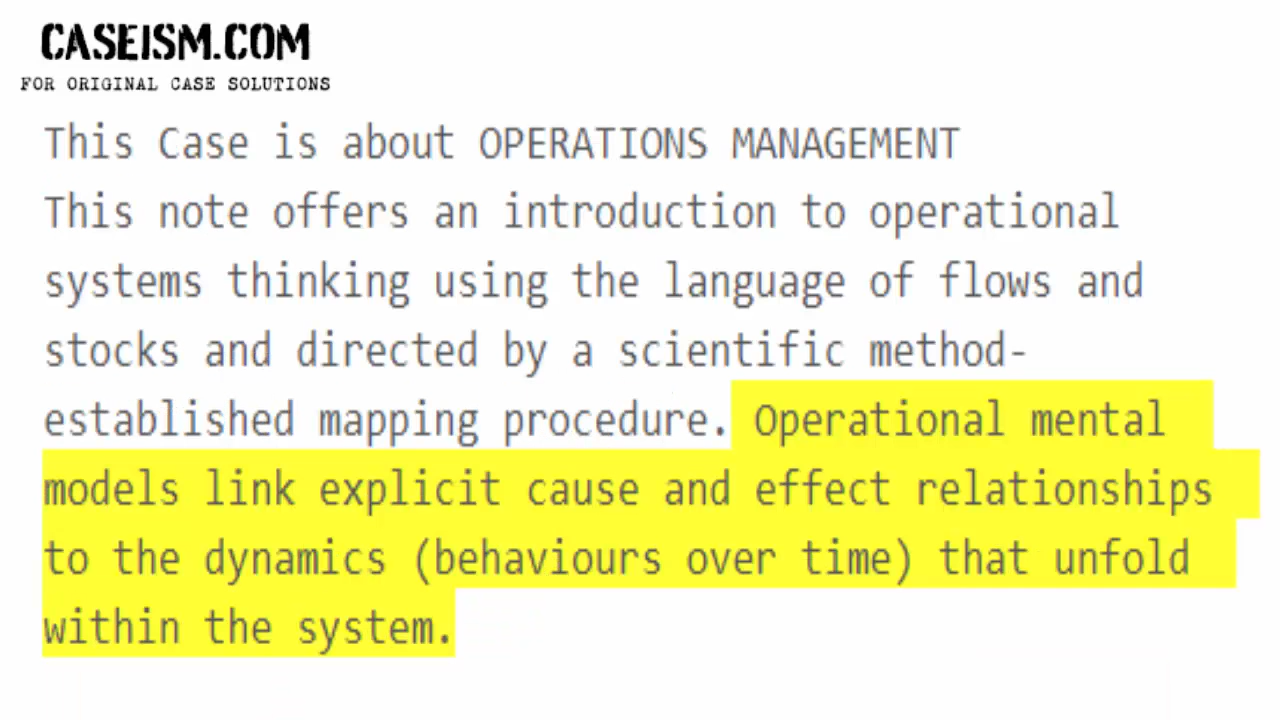 CASEISM.COM
FOR ORIGINAL CASE SOLUTIONS
This Case is about OPERATIONS MANAGEMENT
This note offers an introduction to operational
systems thinking using the language of flows and
stocks and directed by a scientific method-
established mapping procedure. Operational mental
models link explicit cause and effect relationships
to the dynamics (behaviours over time) that unfold
within the system.